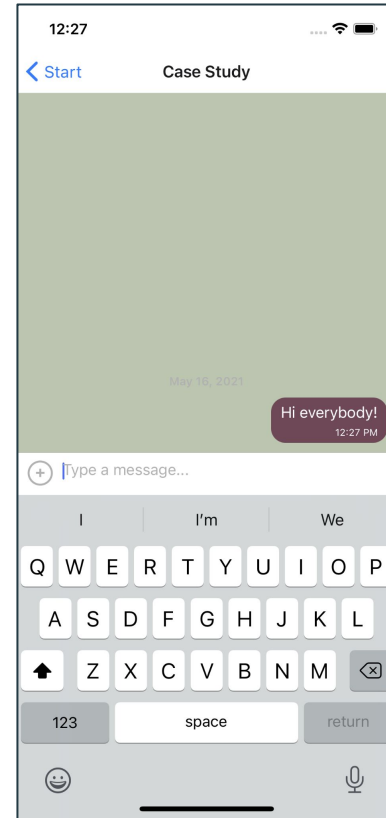 12:27
Start
Case Study
May 16, 2021
Hi everybody!
12:27 PM
Type a message...
I I'm We
Q W E R T Y U I O P
A S D F G H J K L
Z X C V B N M
123 space return